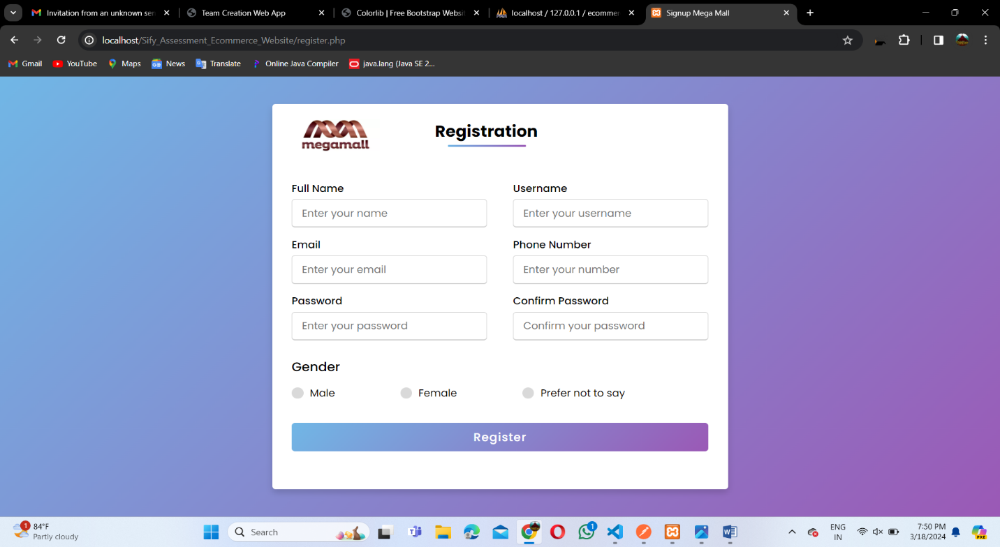 Invitation from an unknown sen
Team Creation Web App
Colorlib | Free Bootstrap Websit
localhost / 127.0.0.1 / ecommer
Signup Mega Mall
localhost/Sify_Assessment_Ecommerce_Website/register.php
Gmail YouTube Maps News Translate Online Java Compiler java.lang (Java SE 2...
megamall
Registration
Full Name Username
Enter your name Enter your username
Email Phone Number
Enter your email Enter your number
Password Confirm Password
Enter your password Confirm your password
Gender
Male Female Prefer not to say
Register
1
84°F
Partly cloudy
Search
1
ENG
IN
7:50 PM
3/18/2024
PRE